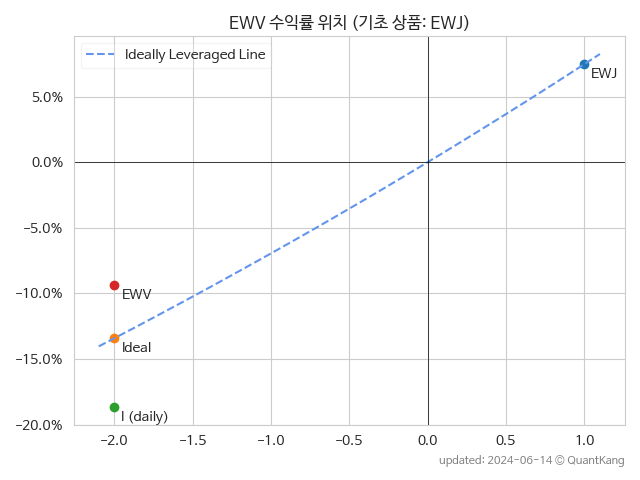 EWV 수익률 위치 (기초 상품: EWJ)
Ideally Leveraged Line
EWJ
5.0%
0.0%
−5.0%
−10.0%
−15.0%
−20.0%
EWV
Ideal
I (daily)
−2.0 −1.5 −1.0 −0.5 0.0 0.5 1.0
updated: 2024-06-14 © QuantKang